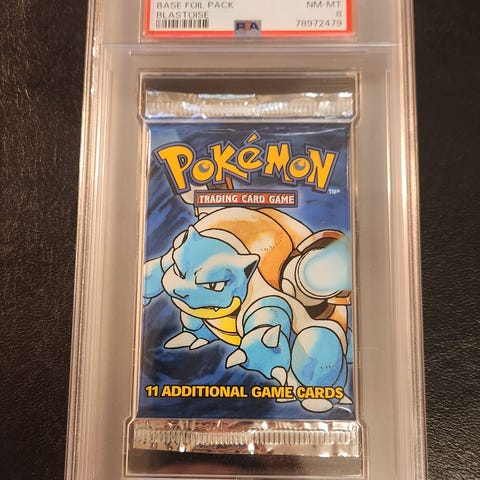 BASE FOIL PACK
NM-MT
BLASTOISE
8
PSA
78972479
POKéMON
TM
TRADING CARD GAME
11 ADDITIONAL GAME CARDS